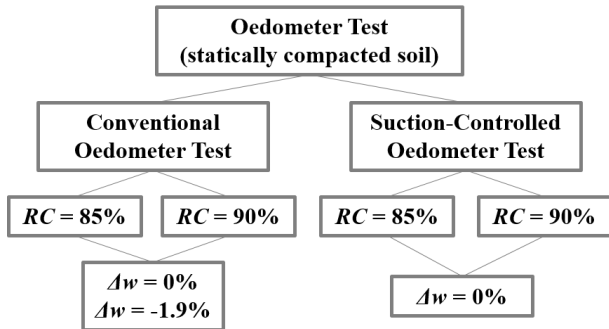 Oedometer Test
(statically compacted soil)
Conventional
Oedometer Test
Suction-Controlled
Oedometer Test
RC = 85%
RC = 90%
RC = 85%
RC = 90%
Δw = 0%
Δw = -1.9%
Δw = 0%